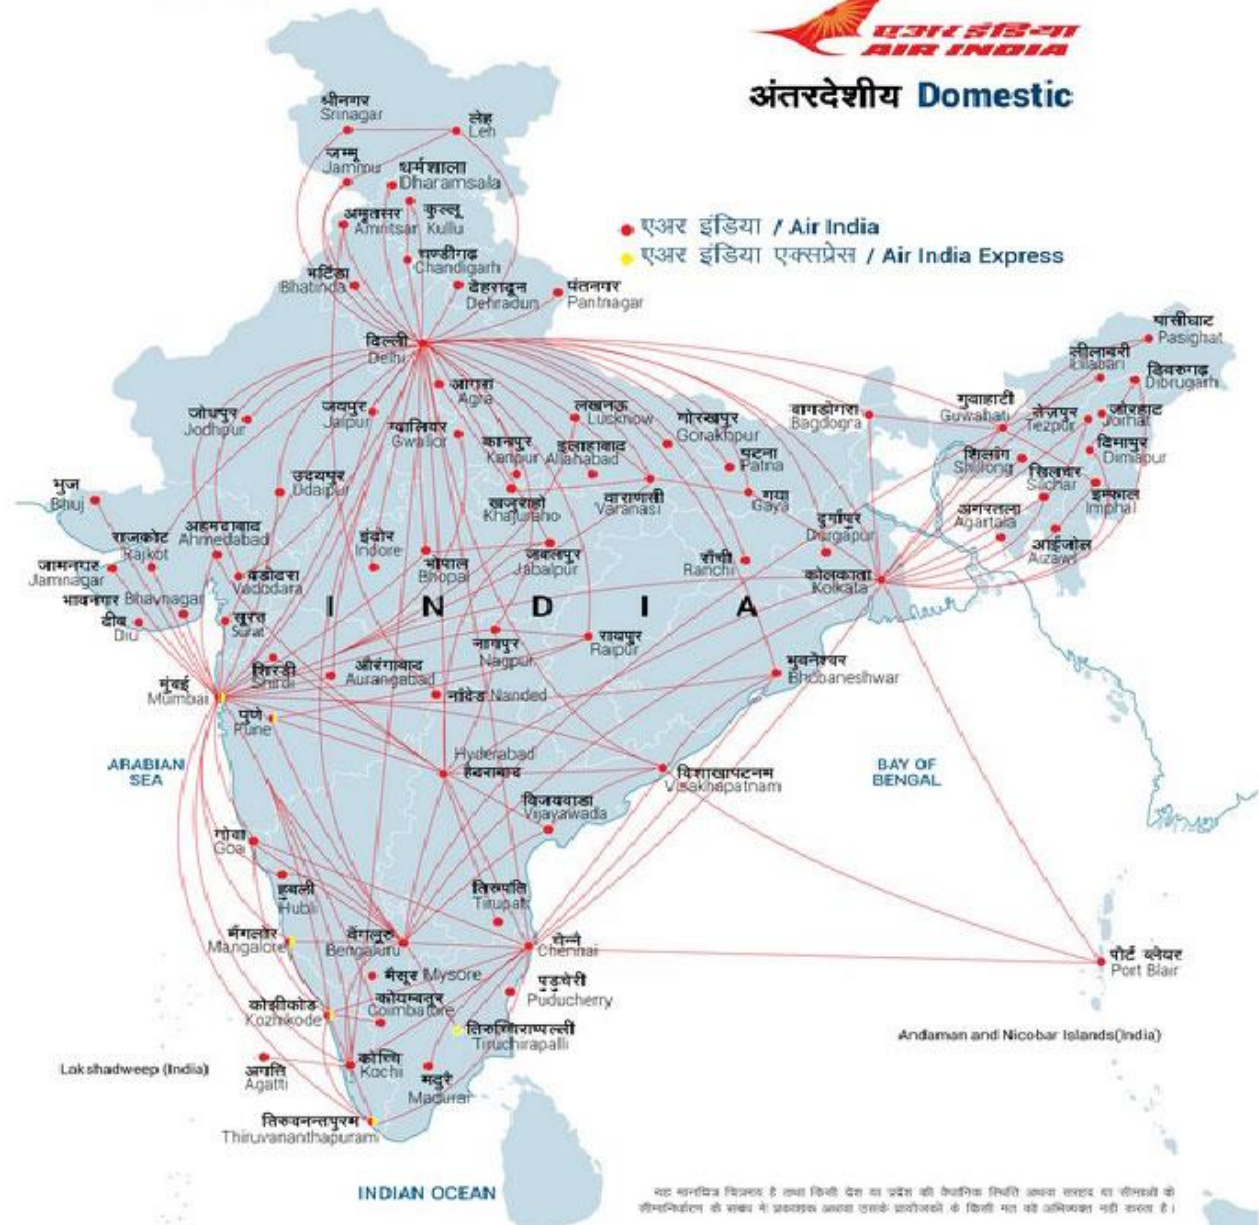 एअर इंडिया
AIR INDIA
अंतरदेशीय Domestic
श्रीनगर
Srinagar
लेह
Leh
जम्मू
Jammu
धर्मशाला
Dharamsala
अमृतसर
Amritsar
कुल्लू
Kullu
एअर इंडिया / Air India
एअर इंडिया एक्सप्रेस / Air India Express
चण्डीगढ़
Chandigarh
भटिंडा
Bhatinda
देहरादून
Dehradun
पंतनगर
Pantnagar
पासीघाट
Pasighat
दिल्ली
Delhi
लीलाबरी
Lilabari
डिबरुगढ़
Dibrugarh
आगरा
Agra
जोधपुर
Jodhpur
जयपुर
Jaipur
ग्वालियर
Gwalior
लखनऊ
Lucknow
गोरखपुर
Gorakhpur
बागडोगरा
Bagdogra
गुवाहाटी
Guwahati
तेज़पुर
Tezpur
जोरहाट
Jorhat
कानपुर
Kanpur
इलाहाबाद
Allahabad
पटना
Patna
शिलॉंग
Shillong
दिमापुर
Dimapur
भुज
Bhuj
उदयपुर
Udaipur
खजुराहो
Khajuraho
वाराणसी
Varanasi
गया
Gaya
सिलचर
Silchar
इम्फाल
Imphal
राजकोट
Rajkot
अहमदाबाद
Ahmedabad
इंदौर
Indore
भोपाल
Bhopal
जबलपुर
Jabalpur
राँची
Ranchi
दुर्गापुर
Durgapur
अगरतला
Agartala
आईजोल
Aizawl
जामनगर
Jamnagar
वडोदरा
Vadodara
कोलकाता
Kolkata
भावनगर Bhavnagar
दीव
Diu
सूरत
Surat
I N D I A
नागपुर
Nagpur
रायपुर
Raipur
मुंबई
Mumbai
शिरडी
Shirdi
औरंगाबाद
Aurangabad
भुवनेश्वर
Bhubaneshwar
नांदेड Nanded
पुणे
Pune
ARABIAN
SEA
Hyderabad
हैदराबाद
विशाखापटनम
Visakhapatnam
BAY OF
BENGAL
विजयवाडा
Vijayawada
गोवा
Goa
हुबली
Hubli
तिरुपति
Tirupati
मैंगलोर
Mangalore
बेंगलुरु
Bengaluru
चेन्नै
Chennai
पोर्ट ब्लेयर
Port Blair
मैसूर Mysore
पुडुचेरी
Puducherry
कोझीकोड
Kozhikode
कोयम्बतूर
Coimbatore
तिरुच्चिराप्पल्ली
Tiruchirapalli
Andaman and Nicobar Islands(India)
Lakshadweep (India)
अगत्ति
Agatti
कोच्चि
Kochi
मदुरै
Madurai
तिरुवनन्तपुरम
Thiruvananthapuram
INDIAN OCEAN